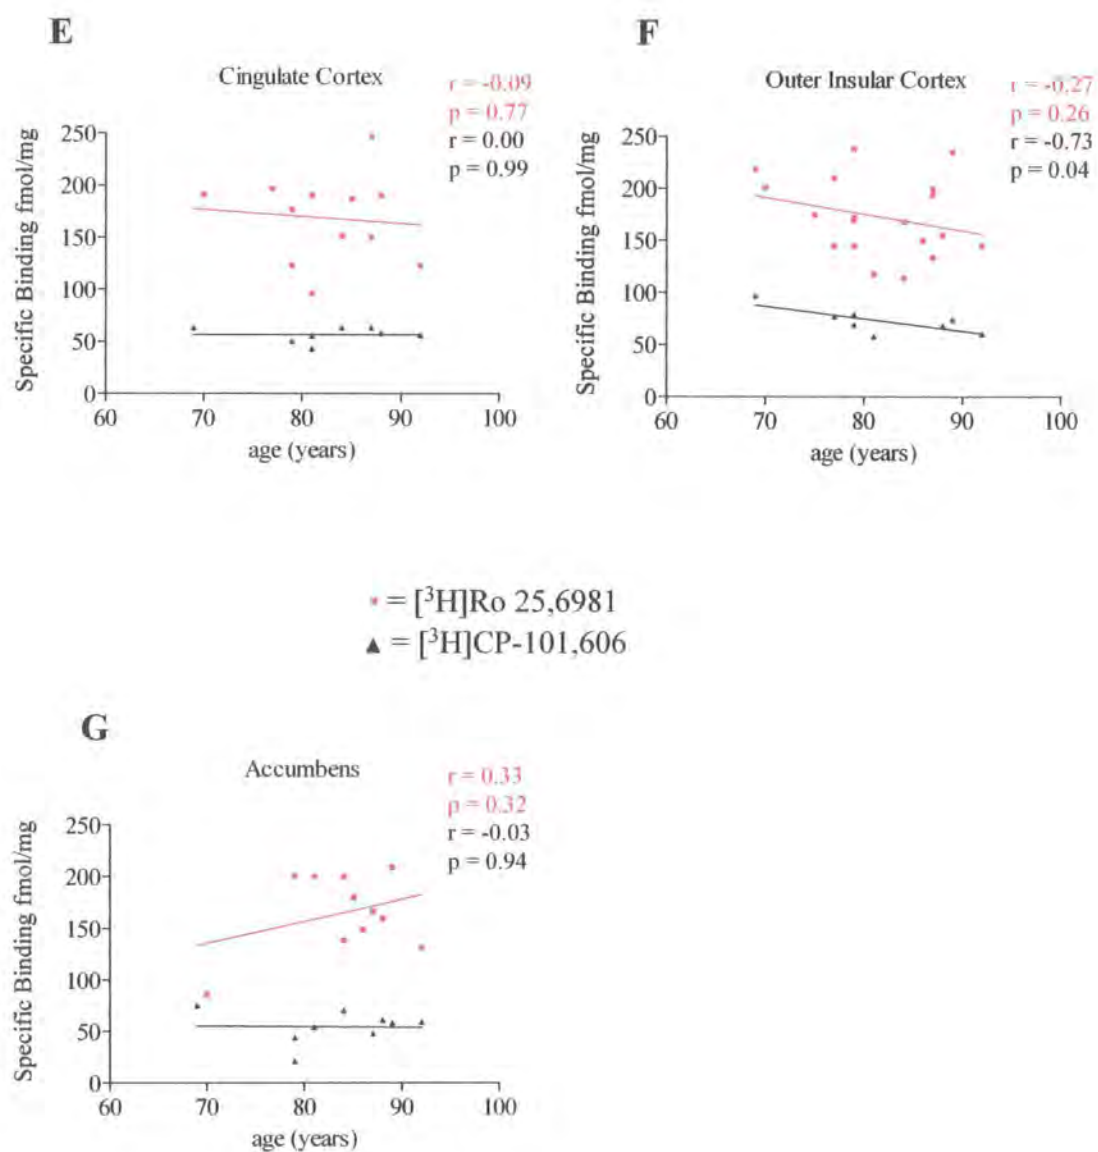 E
Cingulate Cortex
r = -0.09
p = 0.77
r = 0.00
p = 0.99
Specific Binding fmol/mg
250
200
150
100
50
0
60 70 80 90 100
age (years)
F
Outer Insular Cortex
r = -0.27
p = 0.26
r = -0.73
p = 0.04
Specific Binding fmol/mg
250
200
150
100
50
0
60 70 80 90 100
age (years)
= [³H]Ro 25,6981
▲ = [³H]CP-101,606
G
Accumbens
r = 0.33
p = 0.32
r = -0.03
p = 0.94
Specific Binding fmol/mg
250
200
150
100
50
0
60 70 80 90 100
age (years)